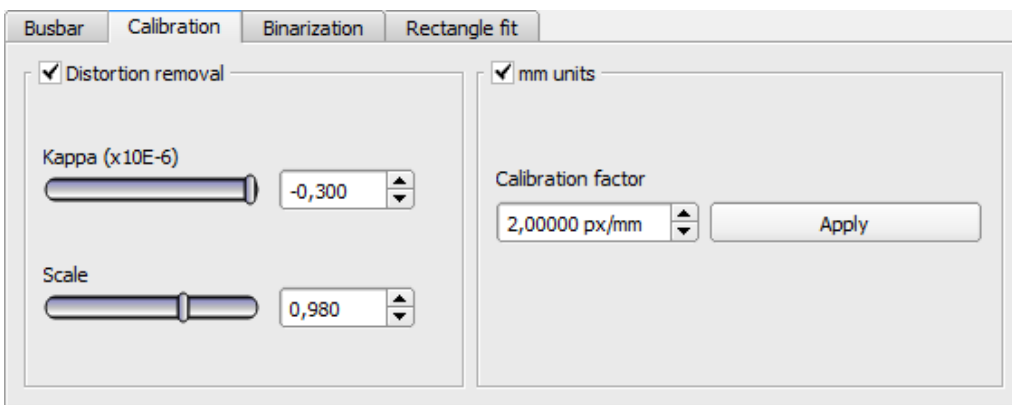 Busbar Calibration Binarization Rectangle fit
Distortion removal
Kappa (x10E-6)
-0,300
Scale
0,980
mm units
Calibration factor
2,00000 px/mm Apply